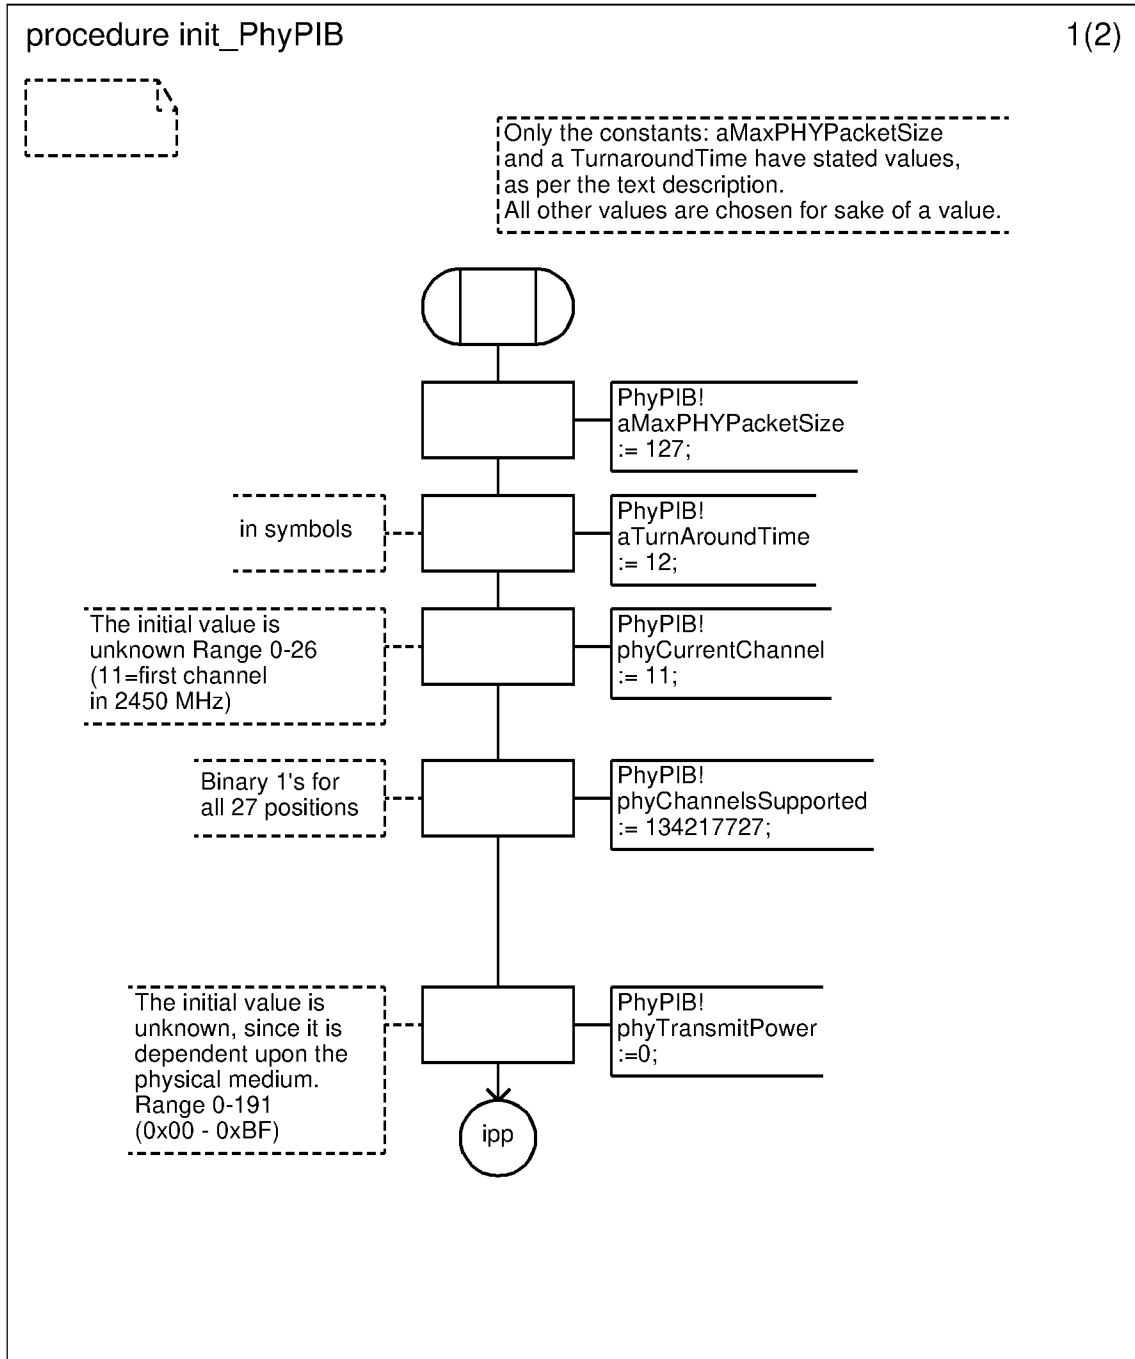 procedure init_PhyPIB
1(2)
Only the constants: aMaxPHYPacketSize
and a TurnaroundTime have stated values,
as per the text description.
All other values are chosen for sake of a value.
PhyPIB!
aMaxPHYPacketSize
:= 127;
in symbols
PhyPIB!
aTurnAroundTime
:= 12;
The initial value is
unknown Range 0-26
(11=first channel
in 2450 MHz)
PhyPIB!
phyCurrentChannel
:= 11;
Binary 1's for
all 27 positions
PhyPIB!
phyChannelsSupported
:= 134217727;
The initial value is
unknown, since it is
dependent upon the
physical medium.
Range 0-191
(0x00 - 0xBF)
PhyPIB!
phyTransmitPower
:=0;
ipp